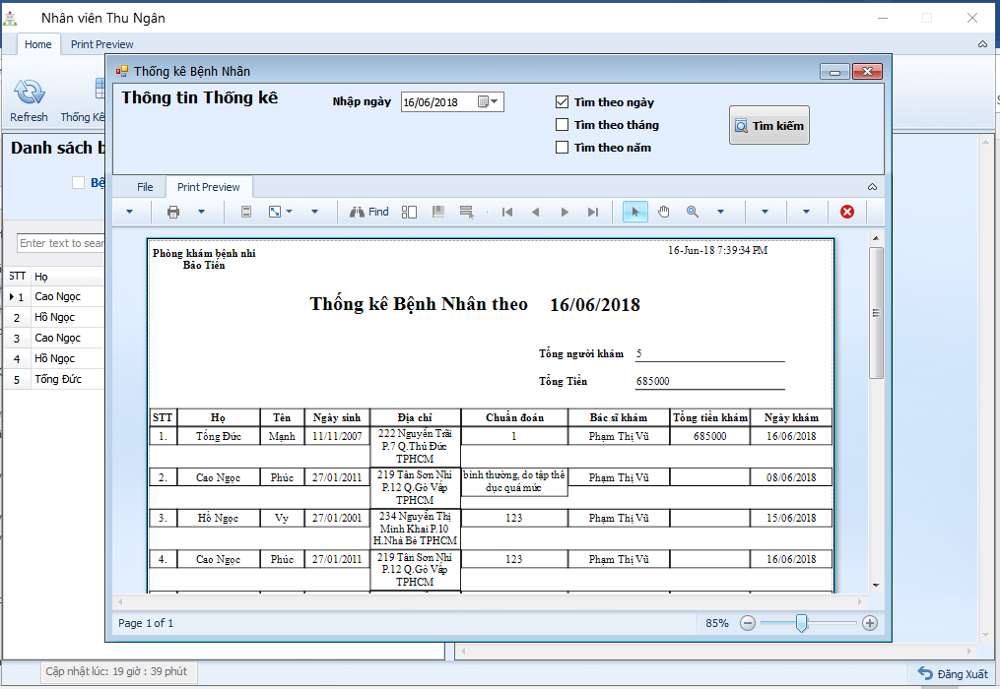 Nhân viên Thu Ngân
Home Print Preview
Refresh Thống Kê
Danh sách b
Bệ
Enter text to sear
STT Họ
1 Cao Ngọc
2 Hồ Ngọc
3 Cao Ngọc
4 Hồ Ngọc
5 Tống Đức
Thống kê Bệnh Nhân
Thông tin Thống kê
Nhập ngày 16/06/2018
Tìm theo ngày
Tìm theo tháng
Tìm theo năm
Tìm kiếm
File Print Preview
Find
Phòng khám bệnh nhi
Bảo Tiến
16-Jun-18 7:39:34 PM
Thống kê Bệnh Nhân theo 16/06/2018
Tổng người khám 5
Tổng Tiền 685000
STT Họ Tên Ngày sinh Địa chỉ Chuẩn đoán Bác sĩ khám Tổng tiền khám Ngày khám
1. Tống Đức Mạnh 11/11/2007 222 Nguyễn Trãi 1 Phạm Thị Vũ 685000 16/06/2018
P.7 Q.Thủ Đức
TPHCM
2. Cao Ngọc Phúc 27/01/2011 219 Tân Sơn Nhì bình thường, do tập thể Phạm Thị Vũ 08/06/2018
P.12 Q.Gò Vấp dục quá mức
TPHCM
3. Hồ Ngọc Vy 27/01/2001 234 Nguyễn Thị 123 Phạm Thị Vũ 15/06/2018
Minh Khai P.10
H.Nhà Bè TPHCM
4. Cao Ngọc Phúc 27/01/2011 219 Tân Sơn Nhì 123 Phạm Thị Vũ 16/06/2018
P.12 Q.Gò Vấp
TPHCM
Page 1 of 1 85%
Cập nhật lúc: 19 giờ : 39 phút
Đăng Xuất